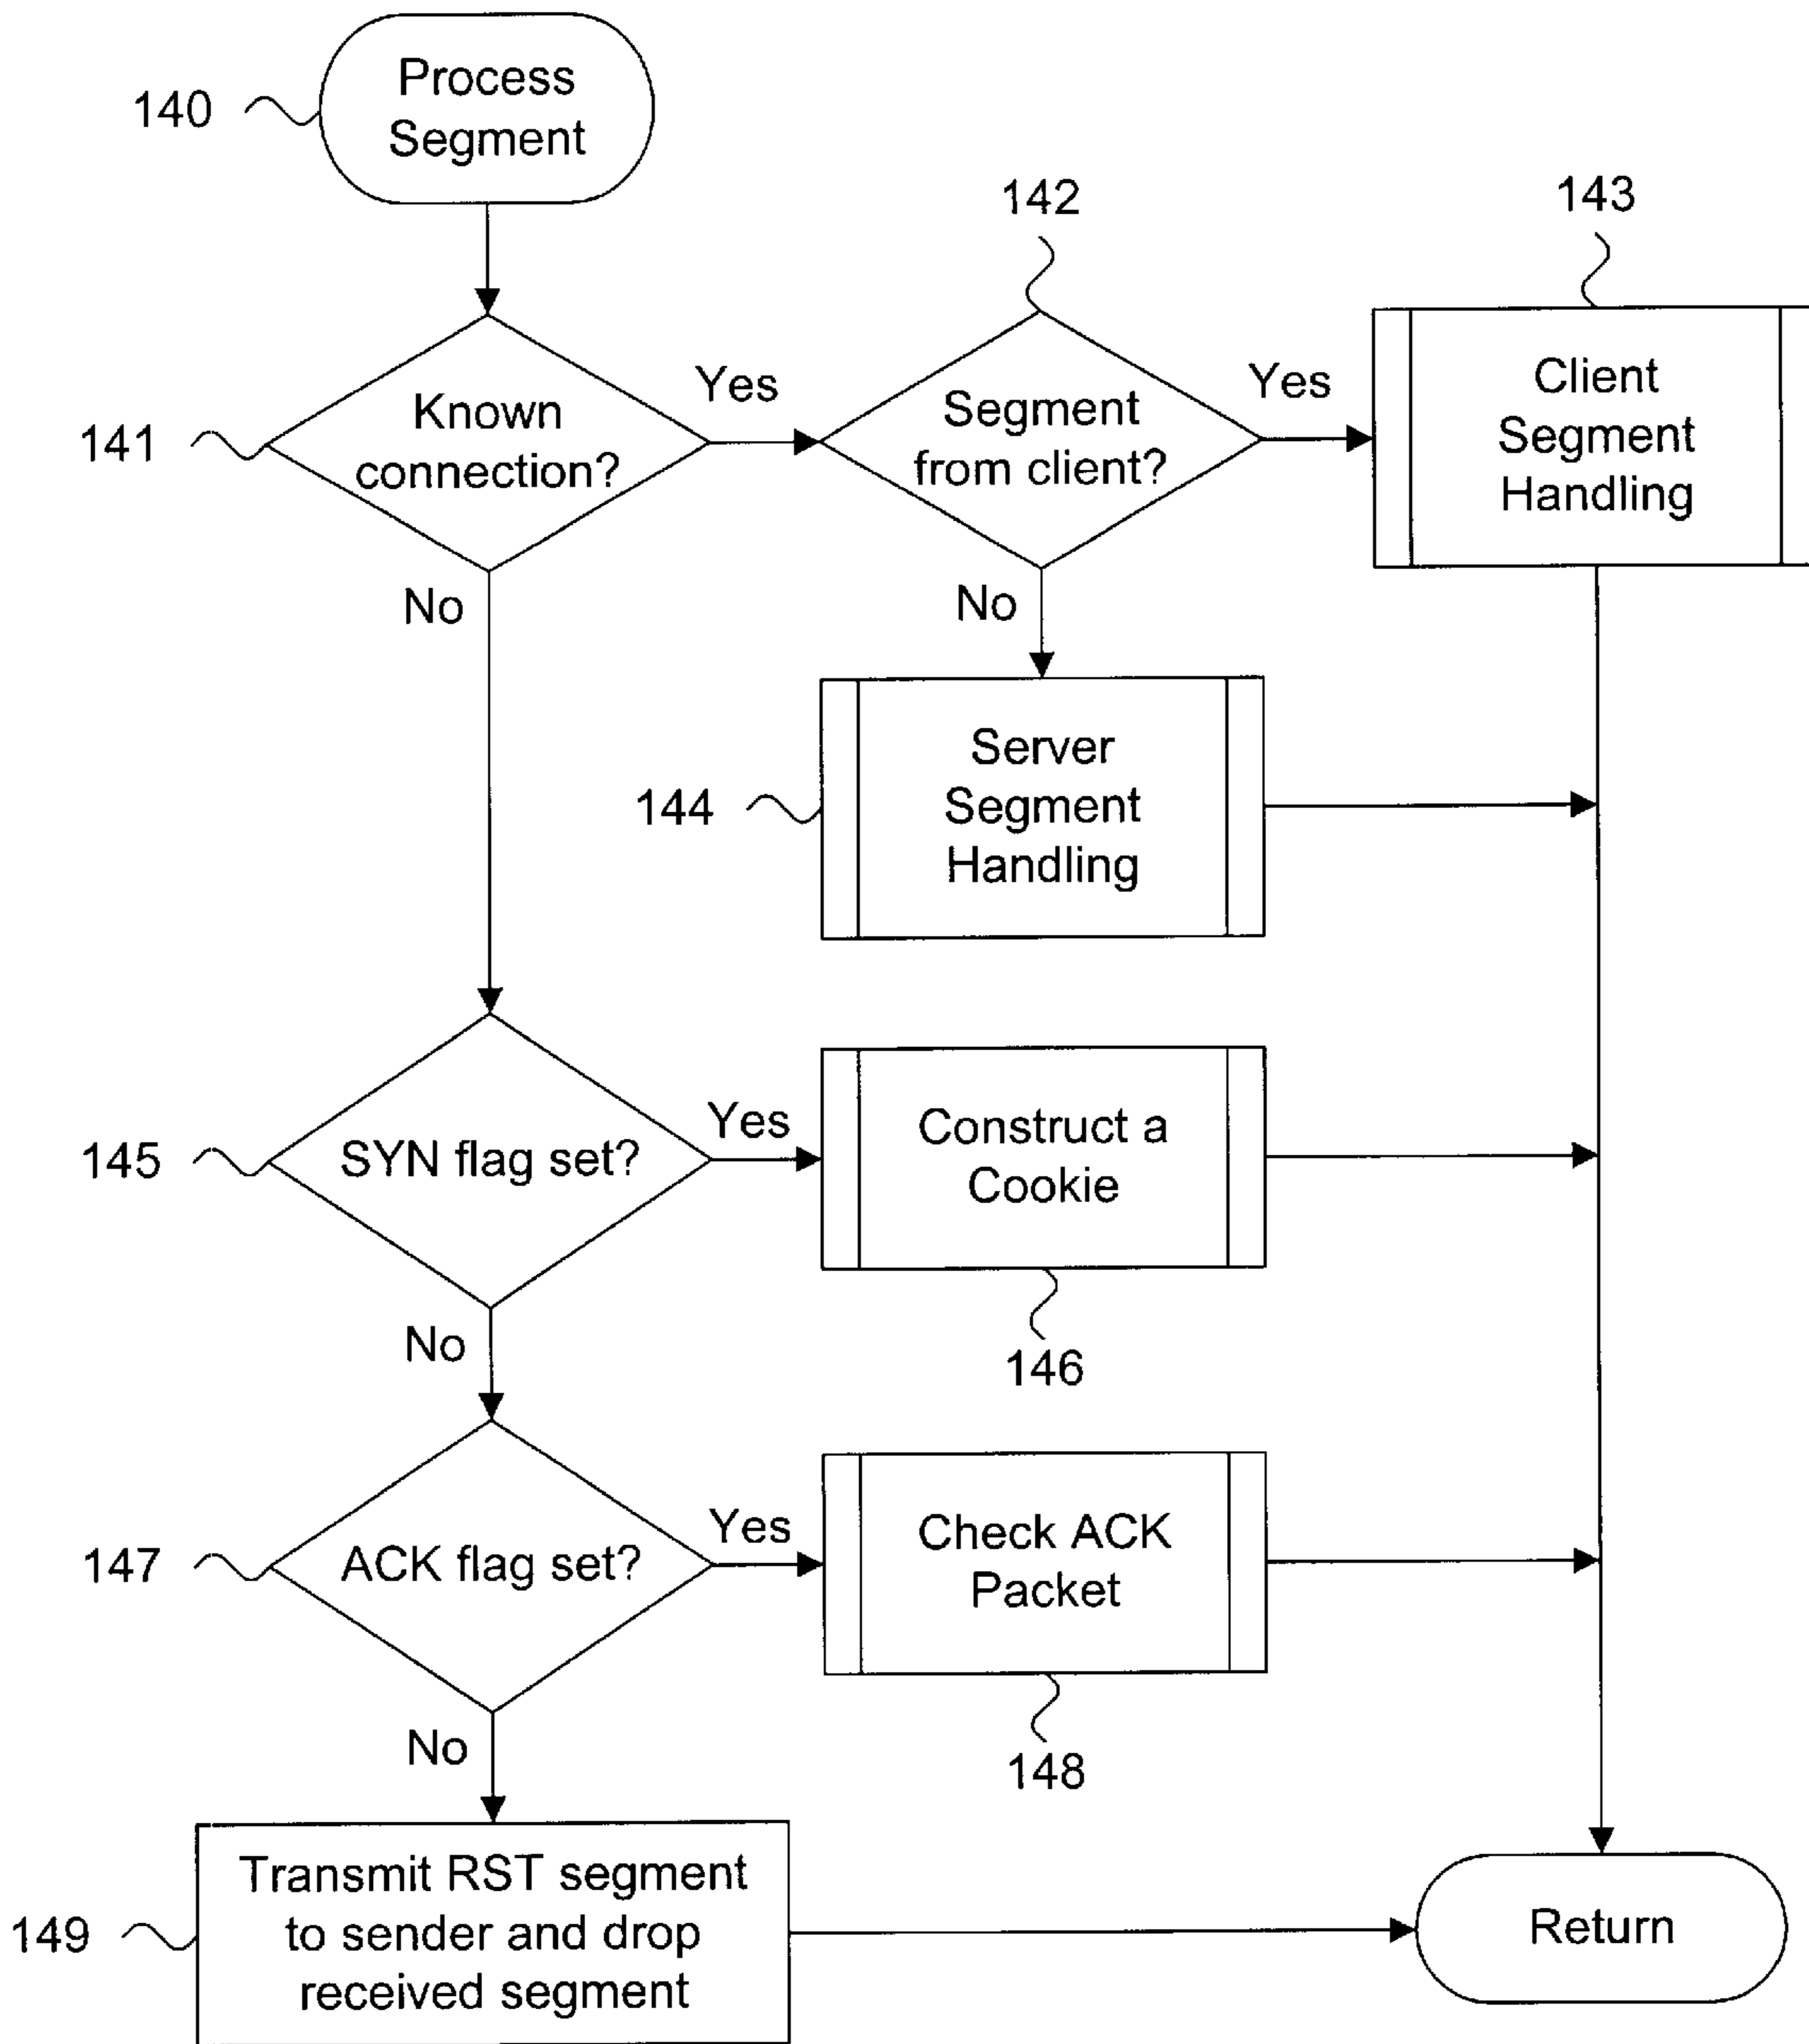 140
Process
Segment
142
143
141
Known
connection?
Yes
Segment
from client?
Yes
Client
Segment
Handling
No
No
144
Server
Segment
Handling
145
SYN flag set?
Yes
Construct a
Cookie
146
No
147
ACK flag set?
Yes
Check ACK
Packet
148
No
149
Transmit RST segment
to sender and drop
received segment
Return